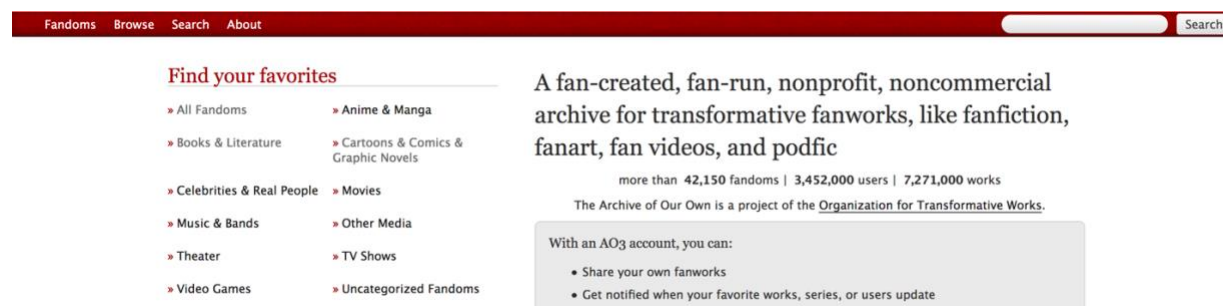 Fandoms Browse Search About
Search
Find your favorites
» All Fandoms
» Anime & Manga
» Books & Literature
» Cartoons & Comics &
Graphic Novels
» Celebrities & Real People
» Movies
» Music & Bands
» Other Media
» Theater
» TV Shows
» Video Games
» Uncategorized Fandoms
A fan-created, fan-run, nonprofit, noncommercial
archive for transformative fanworks, like fanfiction,
fanart, fan videos, and podfic
more than 42,150 fandoms | 3,452,000 users | 7,271,000 works
The Archive of Our Own is a project of the Organization for Transformative Works.
With an AO3 account, you can:
• Share your own fanworks
• Get notified when your favorite works, series, or users update